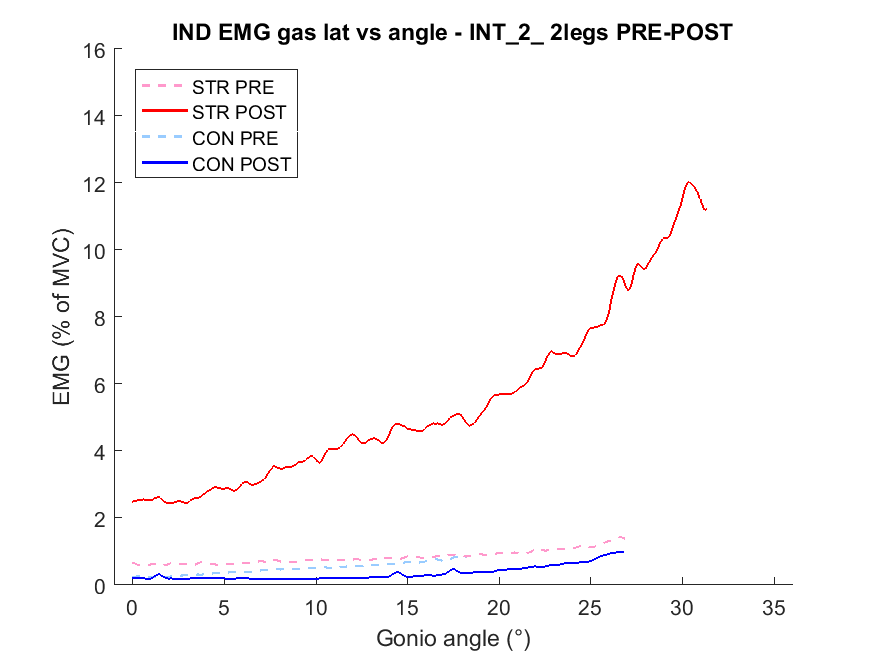 IND EMG gas lat vs angle - INT_2_ 2legs PRE-POST
16
14
12
10
8
6
4
2
0
EMG (% of MVC)
STR PRE
STR POST
CON PRE
CON POST
0 5 10 15 20 25 30 35
Gonio angle (°)